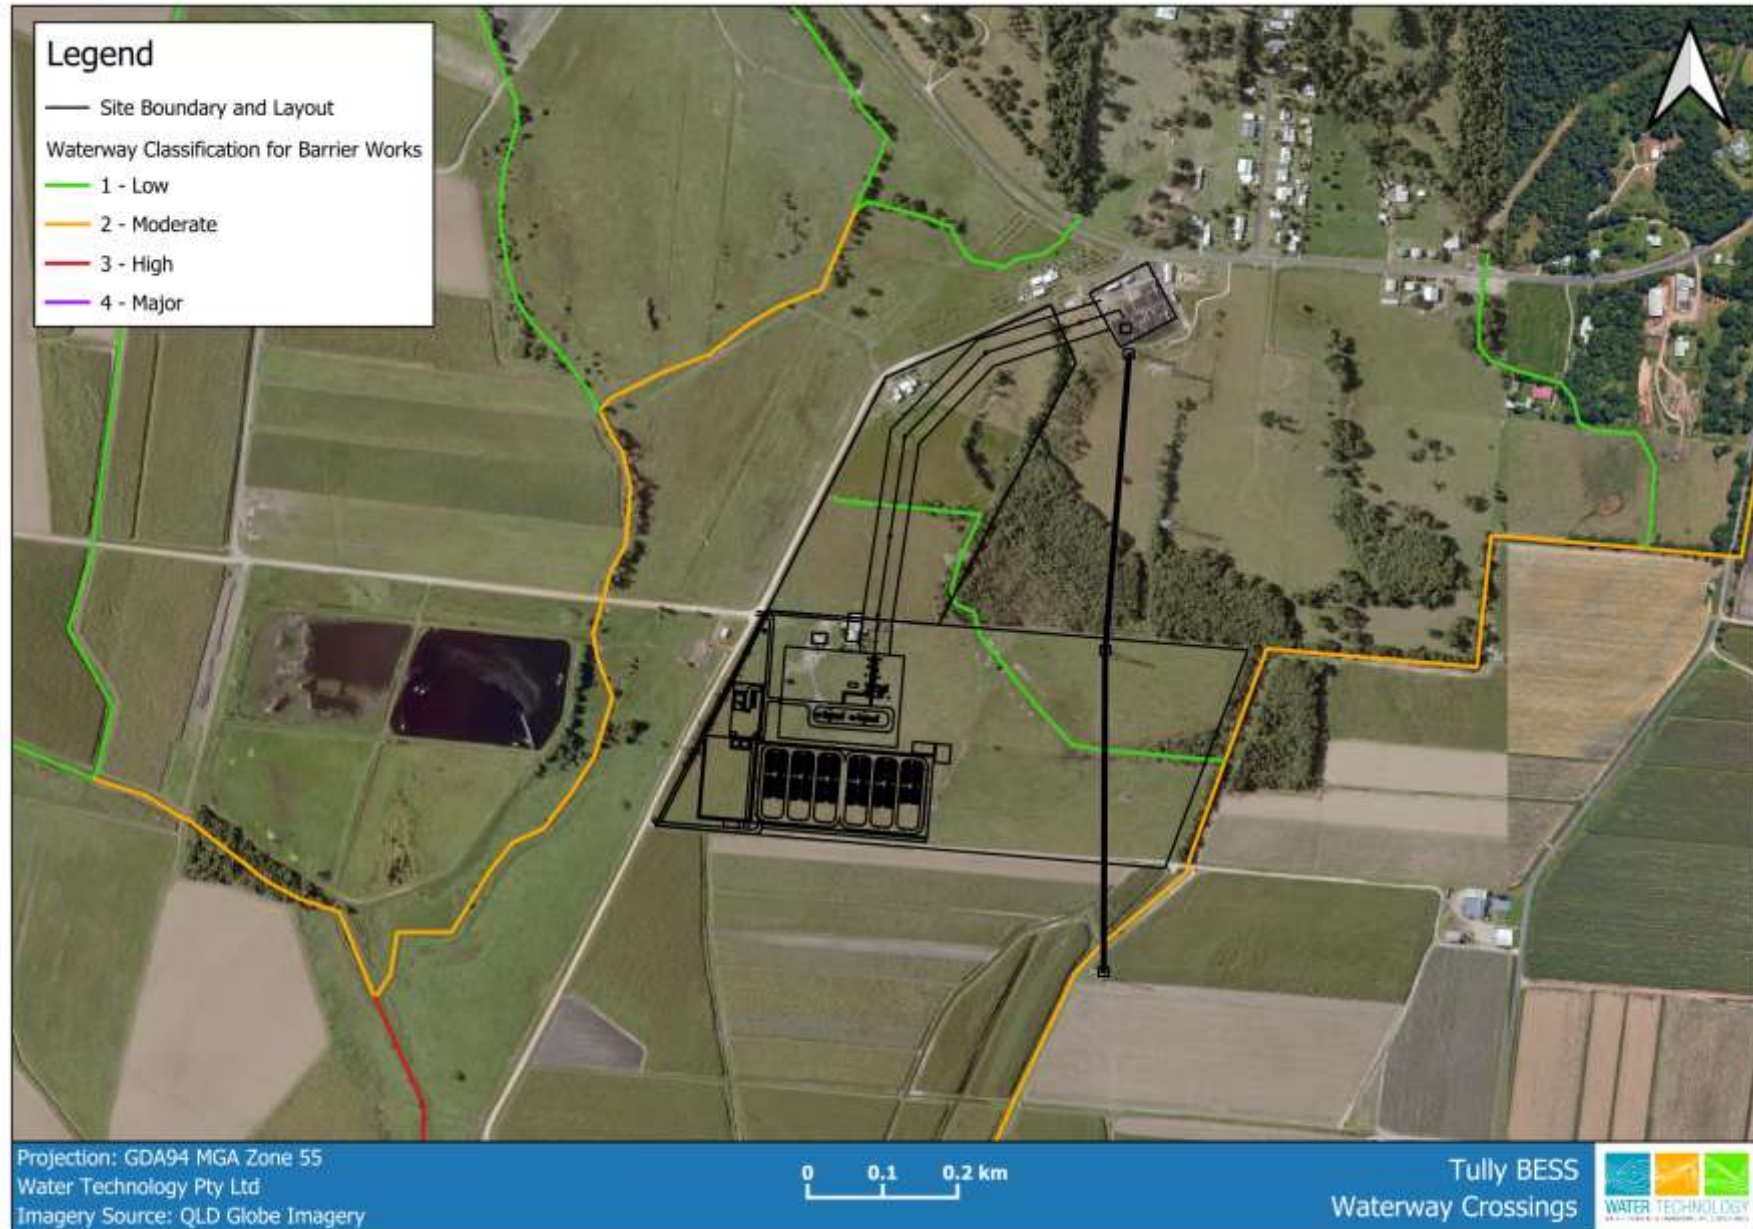 Legend
Site Boundary and Layout
Waterway Classification for Barrier Works
1 - Low
2 - Moderate
3 - High
4 - Major
Projection: GDA94 MGA Zone 55
Water Technology Pty Ltd
Imagery Source: QLD Globe Imagery
0 0.1 0.2 km
Tully BESS
Waterway Crossings
WATER TECHNOLOGY